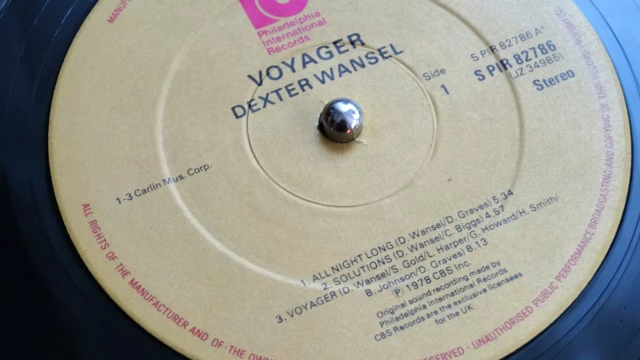 Philadelphia
International
Records
VOYAGER
DEXTER WANSEL
Side
1
S PIR 82786 A
S PIR 82786
(JZ 34985)
Stereo
1-3 Carlin Mus. Corp.
1. ALL NIGHT LONG (D. Wansel/D. Graves) 5.34
2. SOLUTIONS (D. Wansel/C. Biggs) 4.57
3. VOYAGER (D. Wansel/S. Gold/L. Harper/G. Howard/H. Smith/
B. Johnson/D. Graves) 8.13
℗ 1978 CBS Inc.
Original sound recording made by
Philadelphia International Records
CBS Records are the exclusive licensees
for the UK.
ALL RIGHTS OF THE MANUFACTURER AND OF THE OWN
RESERVED · UNAUTHORISED PUBLIC PERFORMANCE BROADCASTING AND COPYING OF THIS RECORD
MANUF